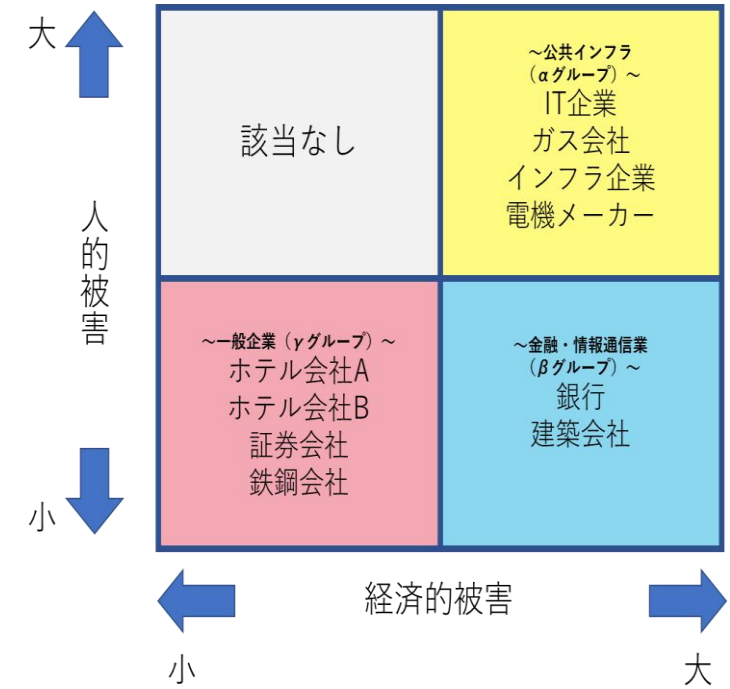 大
該当なし
～公共インフラ
（αグループ）～
IT企業
ガス会社
インフラ企業
電機メーカー
人的被害
～一般企業（γグループ）～
ホテル会社A
ホテル会社B
証券会社
鉄鋼会社
～金融・情報通信業
（βグループ）～
銀行
建築会社
小
経済的被害
小
大